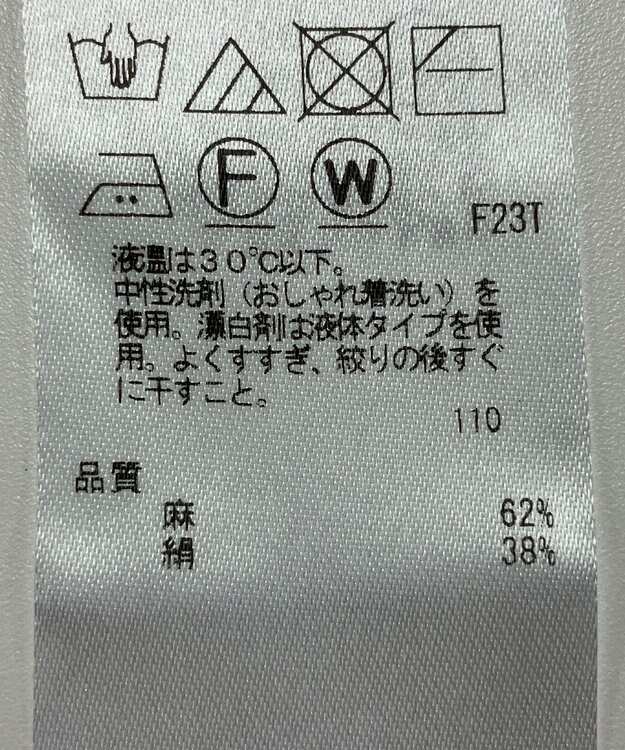 F W
F23T
液温は30℃以下。
中性洗剤（おしゃれ着洗い）を
使用。漂白剤は液体タイプを使
用。よくすすぎ、絞りの後すぐ
に干すこと。
110
品質
麻 62%
絹 38%